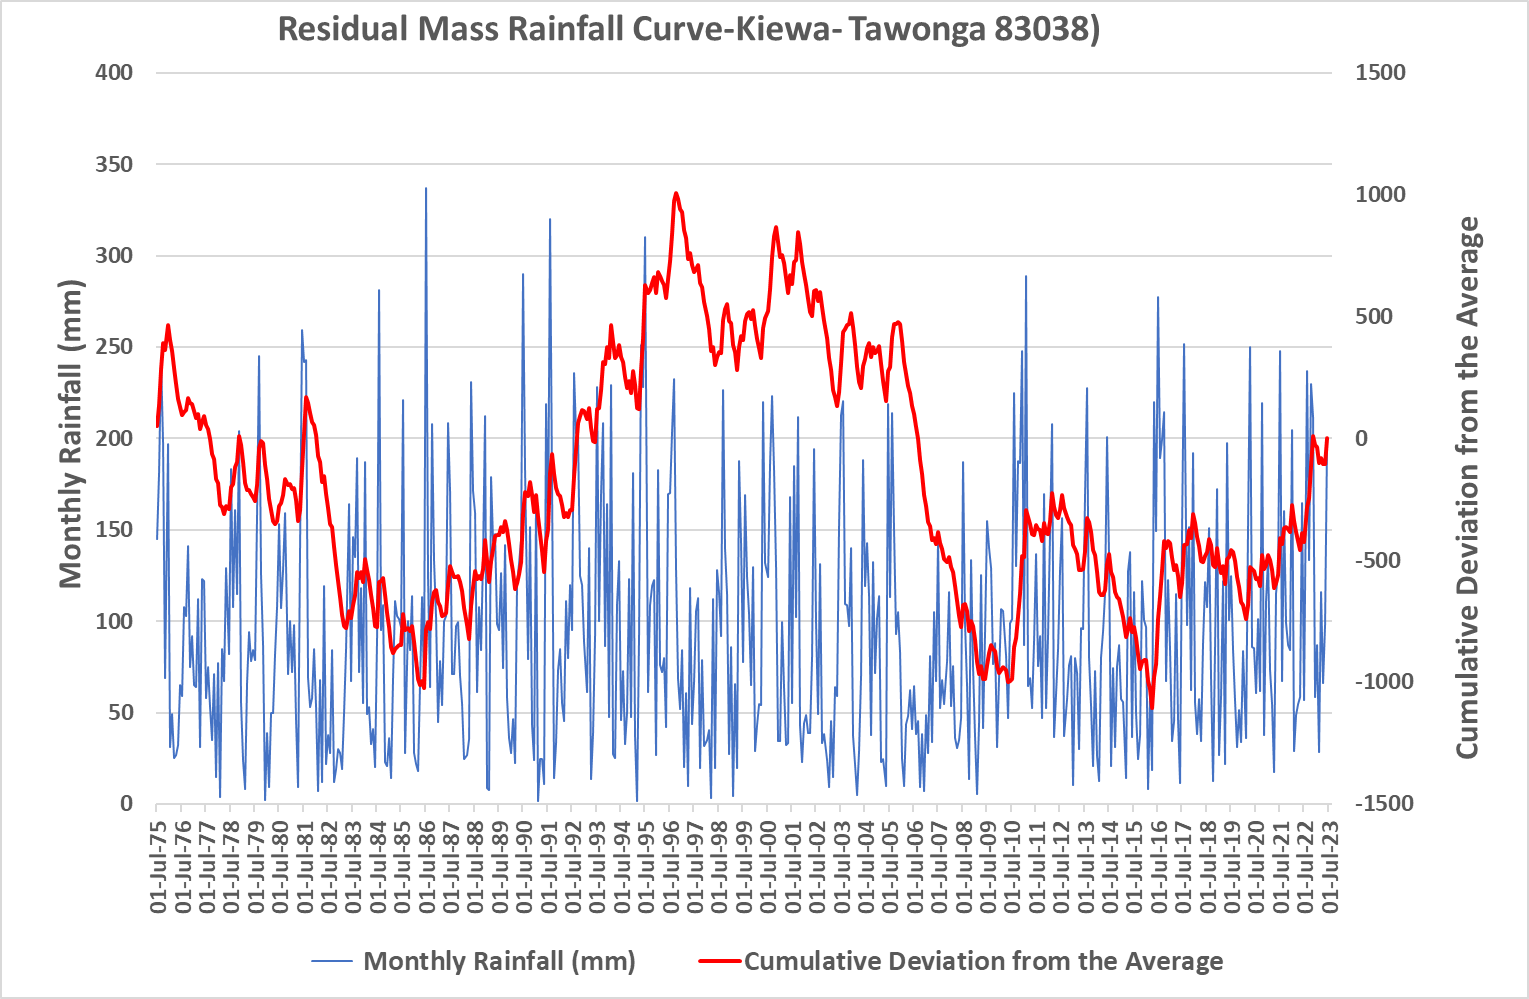 Residual Mass Rainfall Curve-Kiewa- Tawonga 83038)
Monthly Rainfall (mm)
400
350
300
250
200
150
100
50
0
1500
1000
500
0
-500
-1000
-1500
Cumulative Deviation from the Average
01-Jul-75
01-Jul-76
01-Jul-77
01-Jul-78
01-Jul-79
01-Jul-80
01-Jul-81
01-Jul-82
01-Jul-83
01-Jul-84
01-Jul-85
01-Jul-86
01-Jul-87
01-Jul-88
01-Jul-89
01-Jul-90
01-Jul-91
01-Jul-92
01-Jul-93
01-Jul-94
01-Jul-95
01-Jul-96
01-Jul-97
01-Jul-98
01-Jul-99
01-Jul-00
01-Jul-01
01-Jul-02
01-Jul-03
01-Jul-04
01-Jul-05
01-Jul-06
01-Jul-07
01-Jul-08
01-Jul-09
01-Jul-10
01-Jul-11
01-Jul-12
01-Jul-13
01-Jul-14
01-Jul-15
01-Jul-16
01-Jul-17
01-Jul-18
01-Jul-19
01-Jul-20
01-Jul-21
01-Jul-22
01-Jul-23
Monthly Rainfall (mm)
Cumulative Deviation from the Average